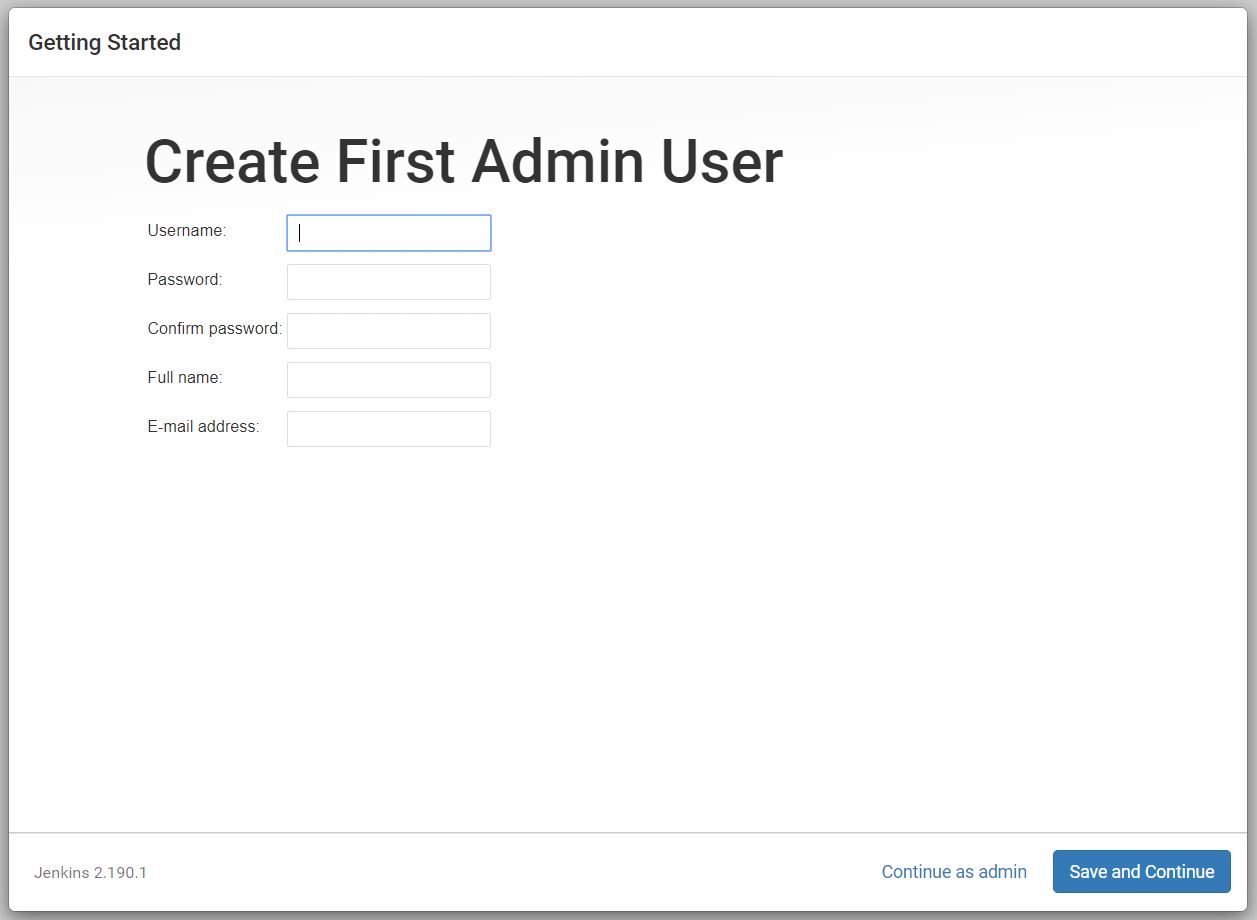 Getting Started
Create First Admin User
Username:
Password:
Confirm password:
Full name:
E-mail address:
Jenkins 2.190.1
Continue as admin
Save and Continue